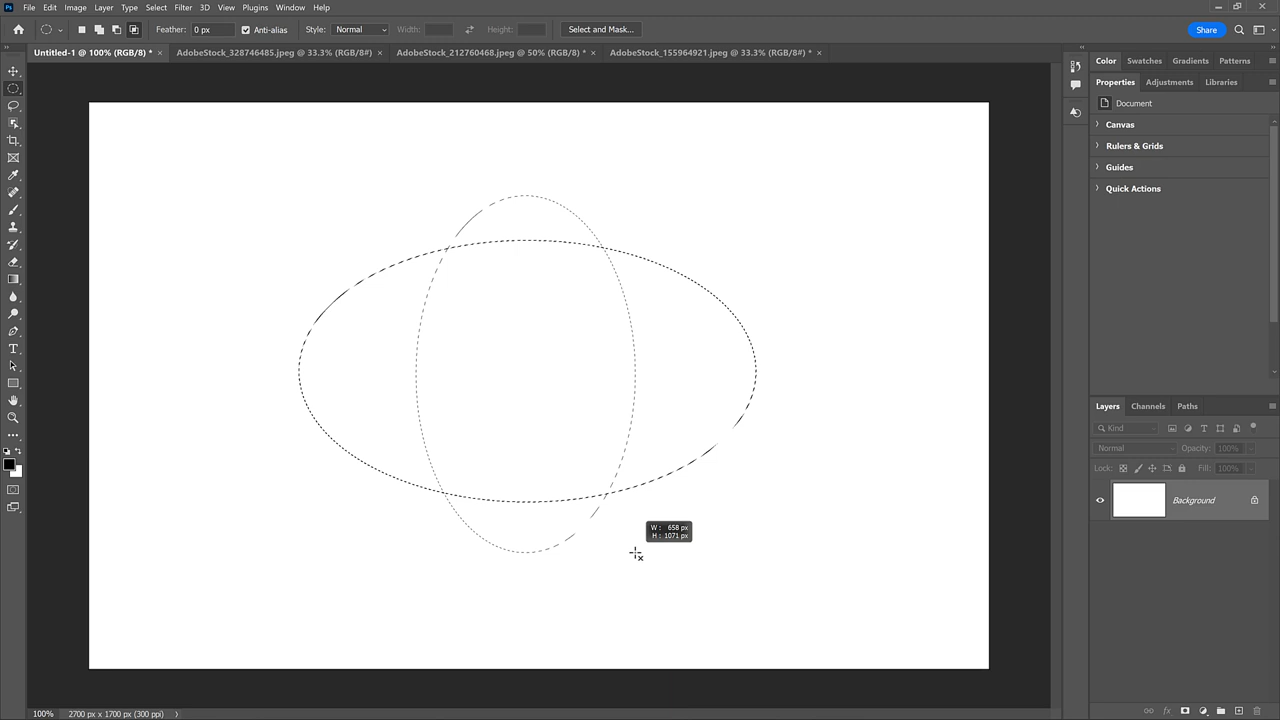 Ps File Edit Image Layer Type Select Filter 3D View Plugins Window Help
Feather: 0 px Anti-alias Style: Normal Width: Height: Select and Mask... Share
Untitled-1 @ 100% (RGB/8) * × AdobeStock_328746485.jpeg @ 33.3% (RGB/8#) × AdobeStock_212760468.jpeg @ 50% (RGB/8) * × AdobeStock_155964921.jpeg @ 33.3% (RGB/8#) * ×
Color Swatches Gradients Patterns
Properties Adjustments Libraries
Document
Canvas
Rulers & Grids
Guides
Quick Actions
Layers Channels Paths
Kind
Normal Opacity: 100%
Lock: Fill: 100%
Background
W : 658 px
H : 1071 px
100% 2700 px x 1700 px (300 ppi)